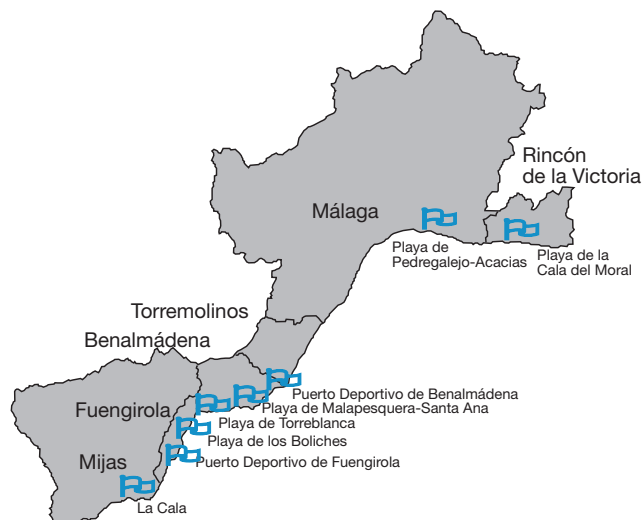 Rincón
de la Victoria
Málaga
Playa de
Pedregalejo-Acacias
Playa de la
Cala del Moral
Torremolinos
Benalmádena
Puerto Deportivo de Benalmádena
Fuengirola
Playa de Malapesquera-Santa Ana
Playa de Torreblanca
Playa de los Boliches
Mijas
Puerto Deportivo de Fuengirola
La Cala